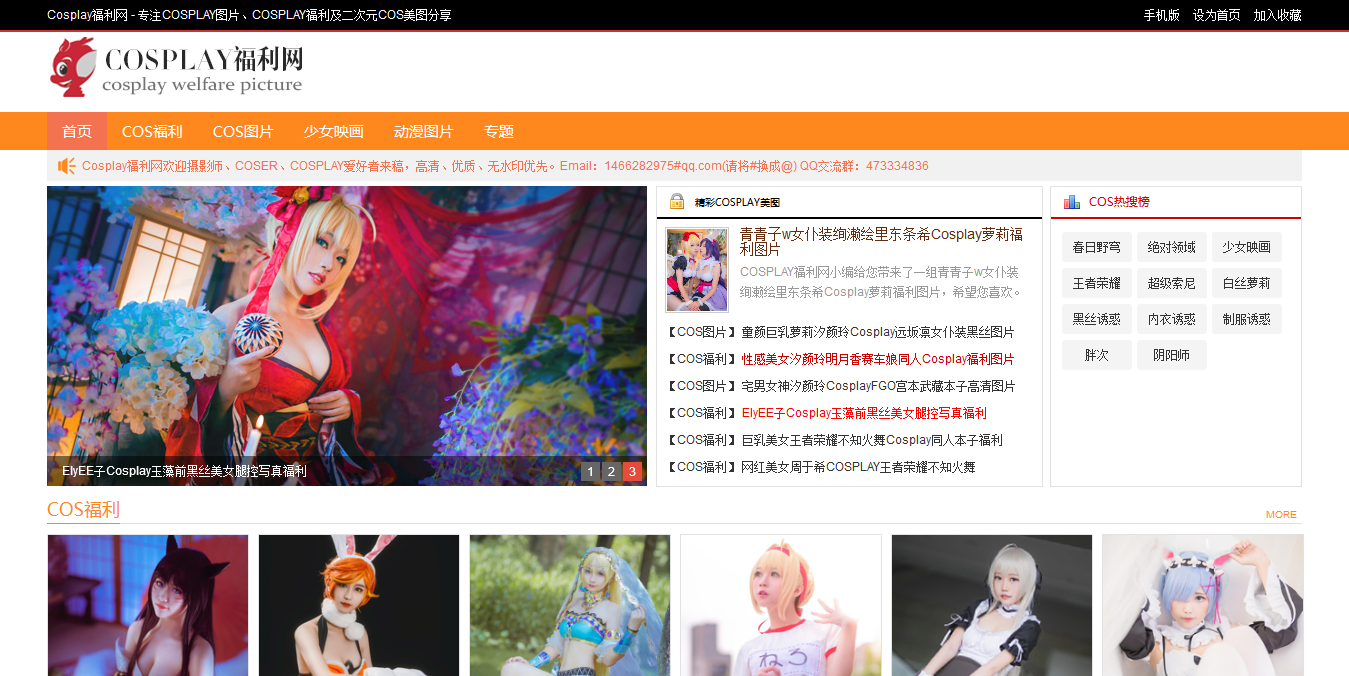 Cosplay福利网 - 专注COSPLAY图片、COSPLAY福利及二次元COS美图分享
手机版 设为首页 加入收藏
COSPLAY福利网
cosplay welfare picture
首页 COS福利 COS图片 少女映画 动漫图片 专题
Cosplay福利网欢迎摄影师、COSER、COSPLAY爱好者来稿，高清、优质、无水印优先。Email：1466282975#qq.com(请将#换成@) QQ交流群：473334836
ElyEE子Cosplay玉藻前黑丝美女腿控写真福利
1 2 3
精彩COSPLAY美图
青青子w女仆装绚濑绘里东条希Cosplay萝莉福
利图片
COSPLAY福利网小编给您带来了一组青青子w女仆装
绚濑绘里东条希Cosplay萝莉福利图片，希望您喜欢。
【COS图片】童颜巨乳萝莉汐颜玲Cosplay远坂凛女仆装黑丝图片
【COS福利】性感美女汐颜玲明月香赛车娘同人Cosplay福利图片
【COS图片】宅男女神汐颜玲CosplayFGO宫本武藏本子高清图片
【COS福利】ElyEE子Cosplay玉藻前黑丝美女腿控写真福利
【COS福利】巨乳美女王者荣耀不知火舞Cosplay同人本子福利
【COS福利】网红美女周于希COSPLAY王者荣耀不知火舞
COS热搜榜
春日野穹 绝对领域 少女映画
王者荣耀 超级索尼 白丝萝莉
黑丝诱惑 内衣诱惑 制服诱惑
胖次 阴阳师
COS福利
MORE
ねろ